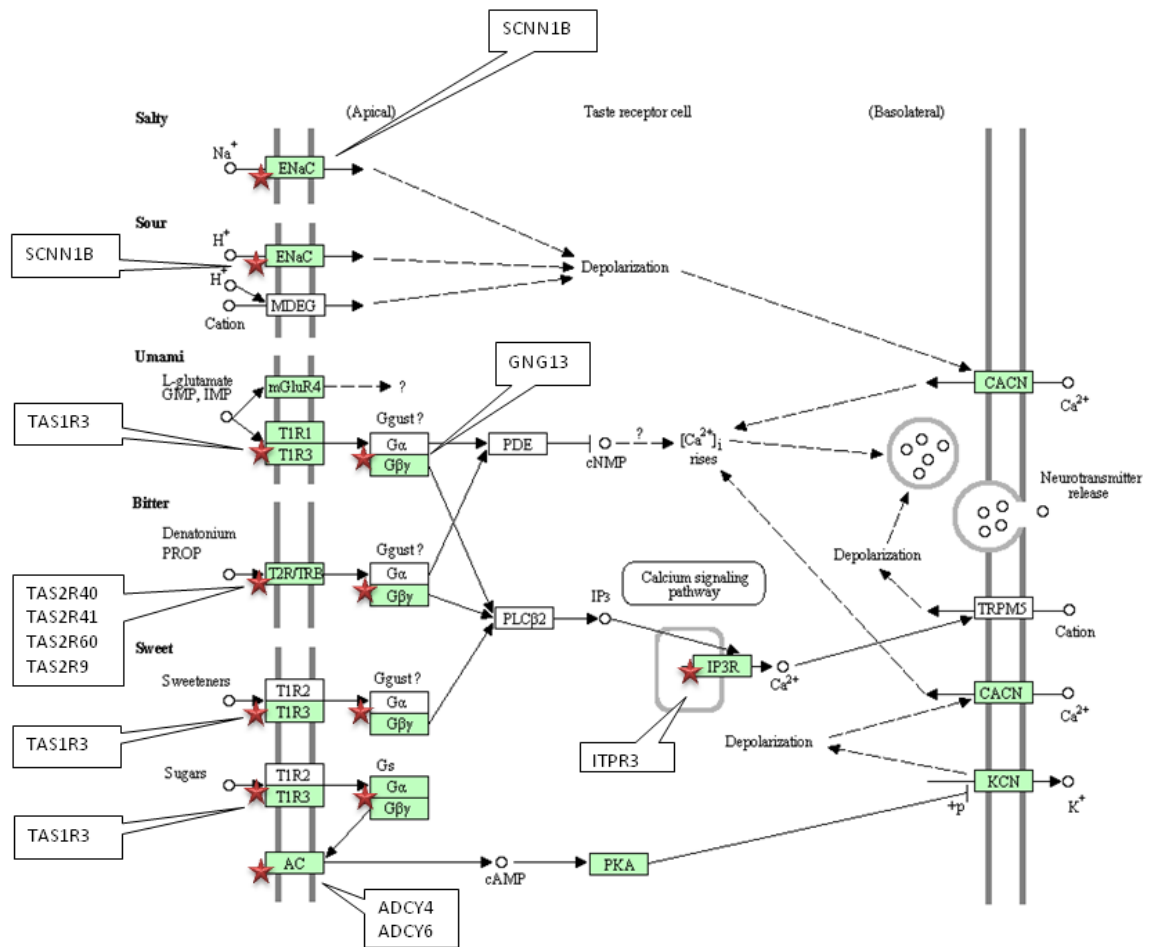 SCNN1B
Salty
(Apical)
Taste receptor cell
(Basolateral)
Na+
ENaC
Sour
SCNN1B
H+
ENaC
Depolarization
H+
MDEG
Cation
Umami
GNG13
L-glutamate
GMP, IMP
mGluR4
?
CACN
Ca2+
TAS1R3
Ggust ?
T1R1
Gα
PDE
?
[Ca2+]i
T1R3
Gβγ
cNMP
rises
Neurotransmitter
release
Bitter
Denatonium
PROP
Ggust ?
Depolarization
T2R/TRB
Gα
Calcium signaling
pathway
TAS2R40
TAS2R41
TAS2R60
TAS2R9
Gβγ
IP3
PLCβ2
TRPM5
Cation
Sweet
IP3R
Ca2+
Sweeteners
T1R2
Ggust ?
Gα
CACN
T1R3
Gβγ
Ca2+
TAS1R3
Depolarization
ITPR3
Sugars
T1R2
Gs
Gα
KCN
T1R3
Gβγ
+p
K+
TAS1R3
AC
cAMP
PKA
ADCY4
ADCY6